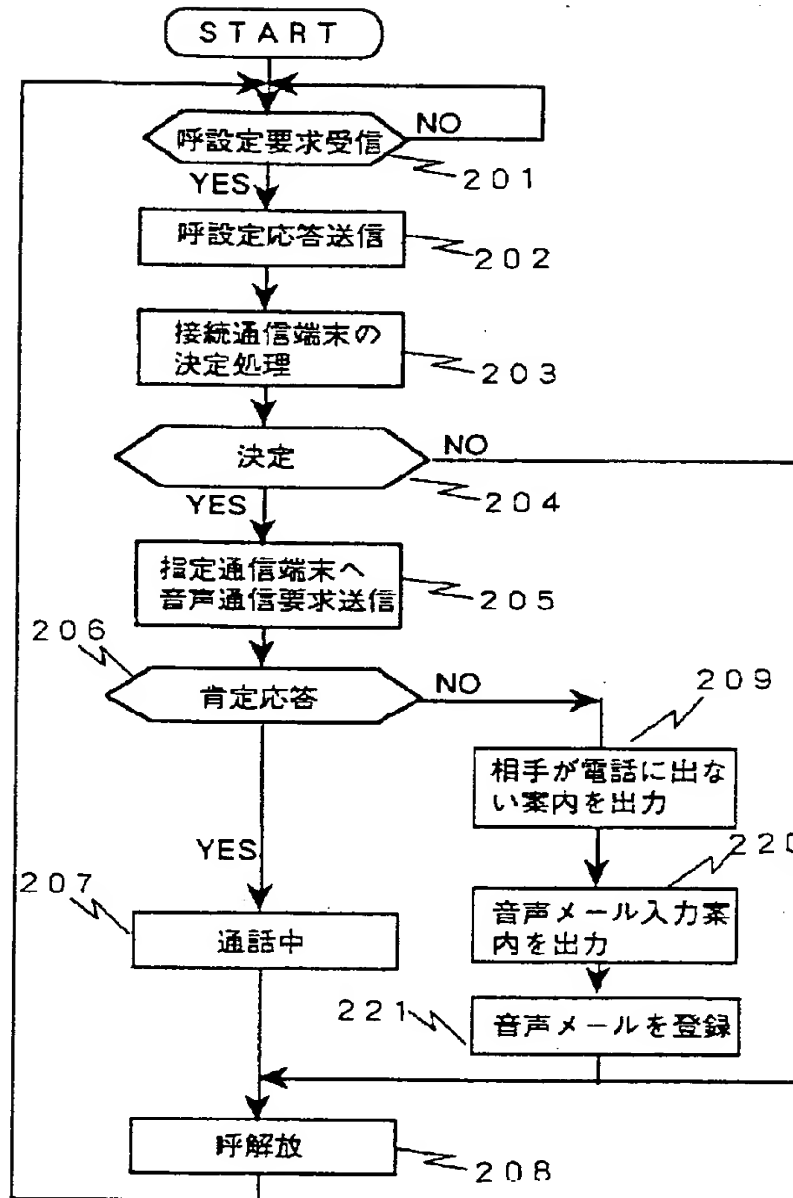 START
呼設定要求受信
NO
201
YES
呼設定応答送信
202
接続通信端末の
決定処理
203
決定
NO
204
YES
指定通信端末へ
音声通信要求送信
205
206
肯定応答
NO
209
相手が電話に出な
い案内を出力
YES
220
207
音声メール入力案
内を出力
通話中
221
音声メールを登録
呼解放
208